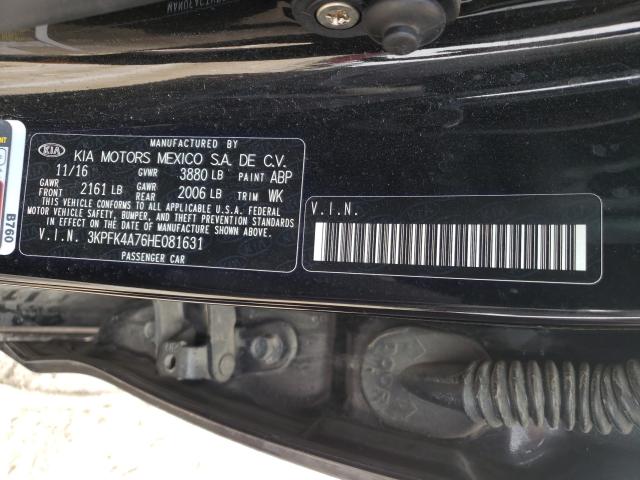 KIA
MANUFACTURED BY
KIA MOTORS MEXICO S.A. DE C.V.
11/16 GVWR 3880 LB PAINT ABP
GAWR FRONT 2161 LB GAWR REAR 2006 LB TRIM WK
THIS VEHICLE CONFORMS TO ALL APPLICABLE U.S.A. FEDERAL
MOTOR VEHICLE SAFETY, BUMPER, AND THEFT PREVENTION STANDARDS
IN EFFECT ON THE DATE OF MANUFACTURE SHOWN ABOVE.
V.I.N. 3KPFK4A76HE081631
PASSENGER CAR
V.I.N.
B760